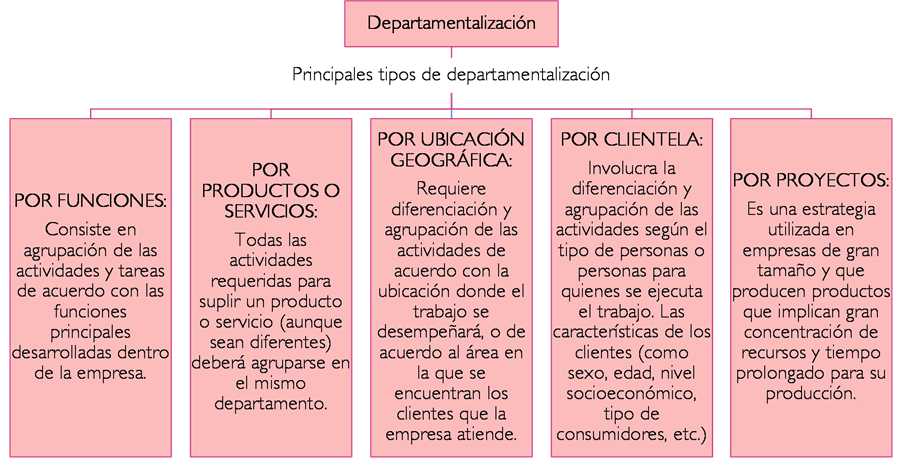 Departamentalización
Principales tipos de departamentalización
POR FUNCIONES:
Consiste en
agrupación de las
actividades y tareas
de acuerdo con las
funciones
principales
desarrolladas dentro
de la empresa.
POR
PRODUCTOS O
SERVICIOS:
Todas las
actividades
requeridas para
suplir un producto
o servicio (aunque
sean diferentes)
deberá agruparse en
el mismo
departamento.
POR UBICACIÓN
GEOGRÁFICA:
Requiere
diferenciación y
agrupación de las
actividades de
acuerdo con la
ubicación donde el
trabajo se
desempeñará, o de
acuerdo al área en
la que se
encuentran los
clientes que la
empresa atiende.
POR CLIENTELA:
Involucra la
diferenciación y
agrupación de las
actividades según el
tipo de personas o
personas para
quienes se ejecuta
el trabajo. Las
características de los
clientes (como
sexo, edad, nivel
socioeconómico,
tipo de
consumidores, etc.)
POR PROYECTOS:
Es una estrategia
utilizada en
empresas de gran
tamaño y que
producen productos
que implican gran
concentración de
recursos y tiempo
prolongado para su
producción.